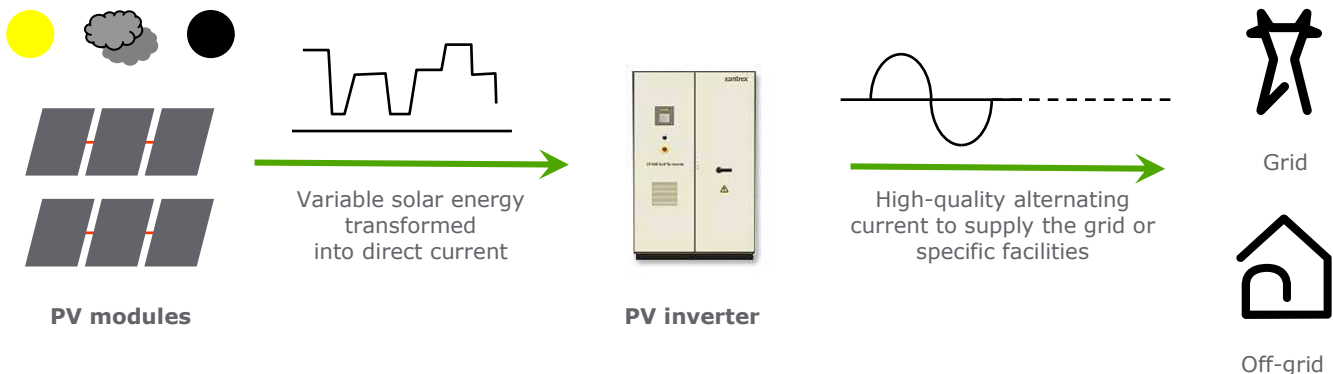 xantrex
Variable solar energy
transformed
into direct current
High-quality alternating
current to supply the grid or
specific facilities
Grid
PV modules
PV inverter
Off-grid